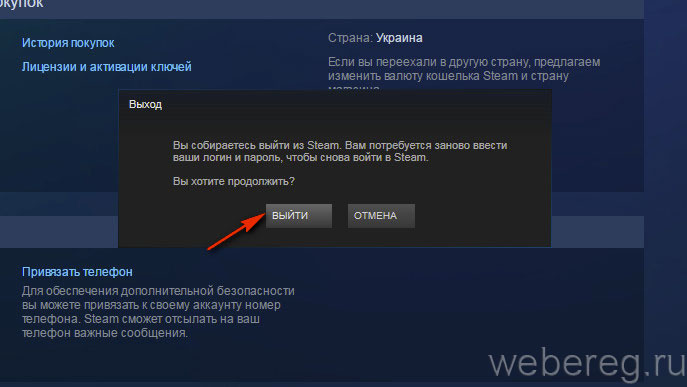 История покупок
Страна: Украина
Лицензии и активации ключей
Если вы переехали в другую страну, предлагаем
изменить валюту кошелька Steam и страну
Выход
Вы собираетесь выйти из Steam. Вам потребуется заново ввести
ваши логин и пароль, чтобы снова войти в Steam.
Вы хотите продолжить?
ВЫЙТИ
ОТМЕНА
Привязать телефон
Для обеспечения дополнительной безопасности
вы можете привязать к своему аккаунту номер
телефона. Steam сможет отсылать на ваш
телефон важные сообщения.
webereg.ru